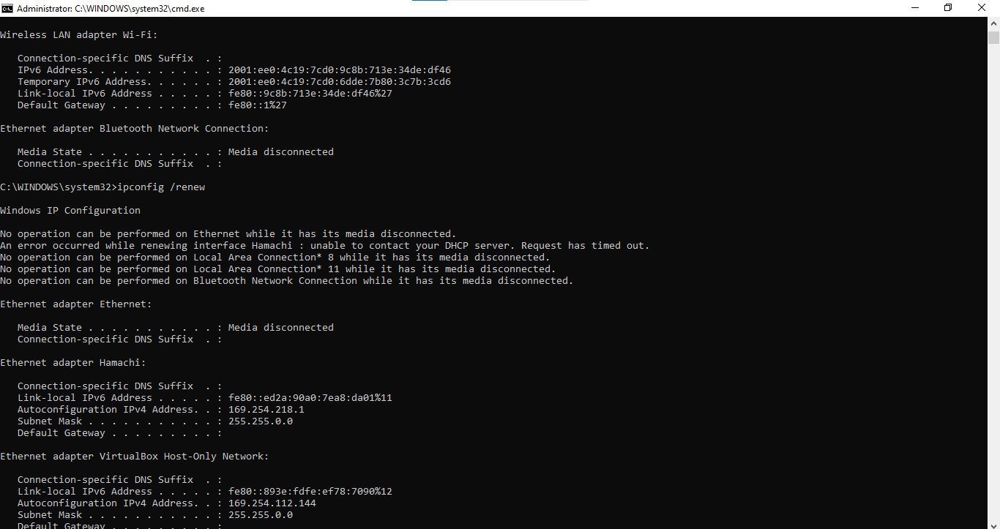 Administrator: C:\WINDOWS\system32\cmd.exe
Wireless LAN adapter Wi-Fi:
Connection-specific DNS Suffix  . :
IPv6 Address. . . . . . . . . . . : 2001:ee0:4c19:7cd0:9c8b:713e:34de:df46
Temporary IPv6 Address. . . . . . : 2001:ee0:4c19:7cd0:6dde:7b80:3c7b:3cd6
Link-local IPv6 Address . . . . . : fe80::9c8b:713e:34de:df46%27
Default Gateway . . . . . . . . . : fe80::1%27
Ethernet adapter Bluetooth Network Connection:
Media State . . . . . . . . . . . : Media disconnected
Connection-specific DNS Suffix  . :
C:\WINDOWS\system32>ipconfig /renew
Windows IP Configuration
No operation can be performed on Ethernet while it has its media disconnected.
An error occurred while renewing interface Hamachi : unable to contact your DHCP server. Request has timed out.
No operation can be performed on Local Area Connection* 8 while it has its media disconnected.
No operation can be performed on Local Area Connection* 11 while it has its media disconnected.
No operation can be performed on Bluetooth Network Connection while it has its media disconnected.
Ethernet adapter Ethernet:
Media State . . . . . . . . . . . : Media disconnected
Connection-specific DNS Suffix  . :
Ethernet adapter Hamachi:
Connection-specific DNS Suffix  . :
Link-local IPv6 Address . . . . . : fe80::ed2a:90a0:7ea8:da01%11
Autoconfiguration IPv4 Address. . : 169.254.218.1
Subnet Mask . . . . . . . . . . . : 255.255.0.0
Default Gateway . . . . . . . . . :
Ethernet adapter VirtualBox Host-Only Network:
Connection-specific DNS Suffix  . :
Link-local IPv6 Address . . . . . : fe80::893e:fdfe:ef78:7090%12
Autoconfiguration IPv4 Address. . : 169.254.112.144
Subnet Mask . . . . . . . . . . . : 255.255.0.0
Default Gateway . . . . . . . . . :